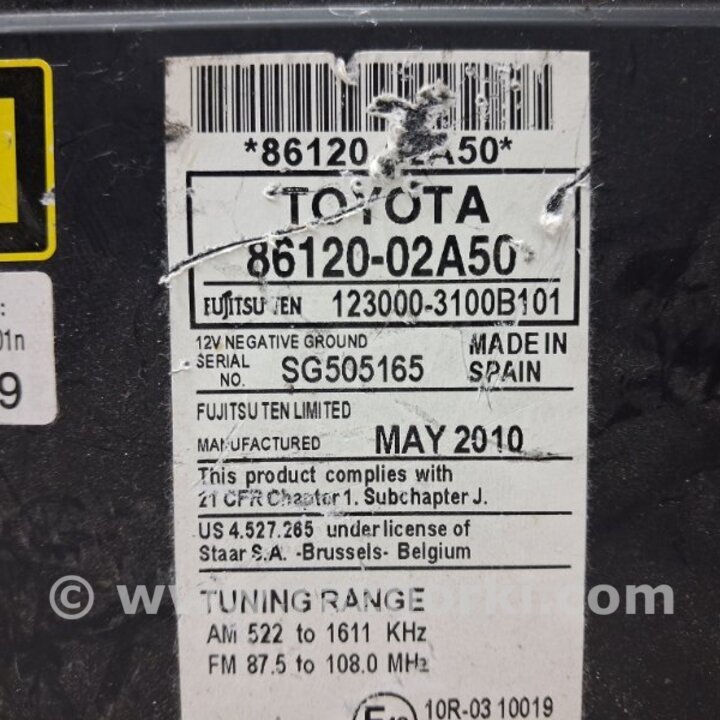 *86120 02A50*
TOYOTA
86120-02A50
FUJITSU TEN 123000-3100B101
12V NEGATIVE GROUND
SERIAL NO. SG505165
MADE IN SPAIN
FUJITSU TEN LIMITED
MANUFACTURED MAY 2010
This product complies with
21 CFR Chapter 1. Subchapter J.
US 4.527.265 under license of
Staar S.A. -Brussels- Belgium
TUNING RANGE
AM 522 to 1611 KHz
FM 87.5 to 108.0 MHz
10R-03 10019
01n
9